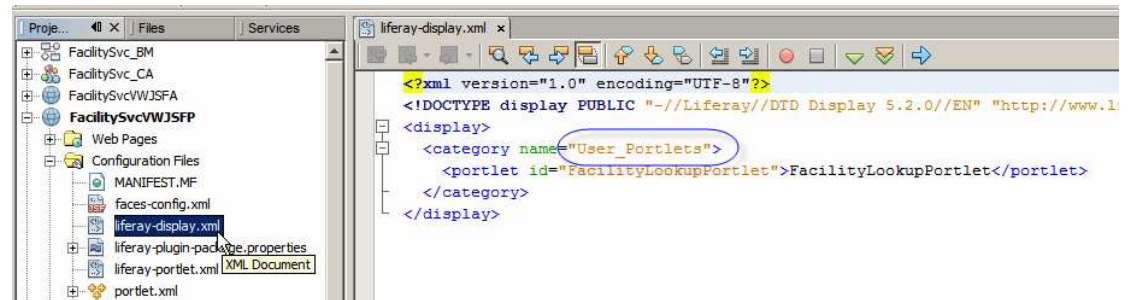 Proje...
Files
Services
FacilitySvc_BM
FacilitySvc_CA
FacilitySvcVWJSFA
FacilitySvcVWJSFP
Web Pages
Configuration Files
MANIFEST.MF
faces-config.xml
liferay-display.xml
liferay-plugin-package.properties
liferay-portlet.xml
XML Document
portlet.xml
liferay-display.xml
<?xml version="1.0" encoding="UTF-8"?>
<!DOCTYPE display PUBLIC "-//Liferay//DTD Display 5.2.0//EN" "http://www.l
<display>
<category name="User_Portlets">
<portlet id="FacilityLookupPortlet">FacilityLookupPortlet</portlet>
</category>
</display>